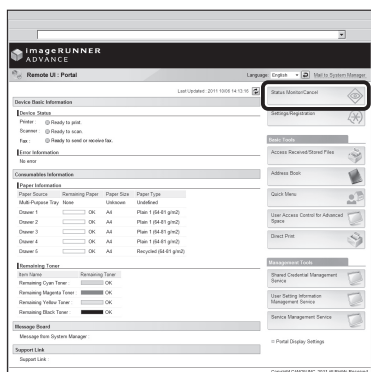 imageRUNNER
ADVANCE
Remote UI : Portal
Language: English Mail to System Manager
Last Updated : 2011 10/06 14:13:16
Device Basic Information
Device Status
Printer : Ready to print.
Scanner : Ready to scan.
Fax : Ready to send or receive fax.
Error Information
No error
Consumables Information
Paper Information
Paper Source Remaining Paper Paper Size Paper Type
Multi-Purpose Tray None Unknown Undefined
Drawer 1 OK A4 Plain 1 (64-81 g/m2)
Drawer 2 OK A4 Plain 1 (64-81 g/m2)
Drawer 3 OK A4 Plain 1 (64-81 g/m2)
Drawer 4 OK A4 Plain 1 (64-81 g/m2)
Drawer 5 OK A4 Recycled (64-81 g/m2)
Remaining Toner
Item Name Remaining Toner
Remaining Cyan Toner : OK
Remaining Magenta Toner : OK
Remaining Yellow Toner : OK
Remaining Black Toner : OK
Message Board
Message from System Manager :
Support Link
Support Link :
Status Monitor/Cancel
Settings/Registration
Basic Tools
Access Received/Stored Files
Address Book
Quick Menu
User Access Control for Advanced
Space
Direct Print
Management Tools
Shared Credential Management
Service
User Setting Information
Management Service
Service Management Service
Portal Display Settings
Copyright CANON INC. 2011 All Rights Reserved